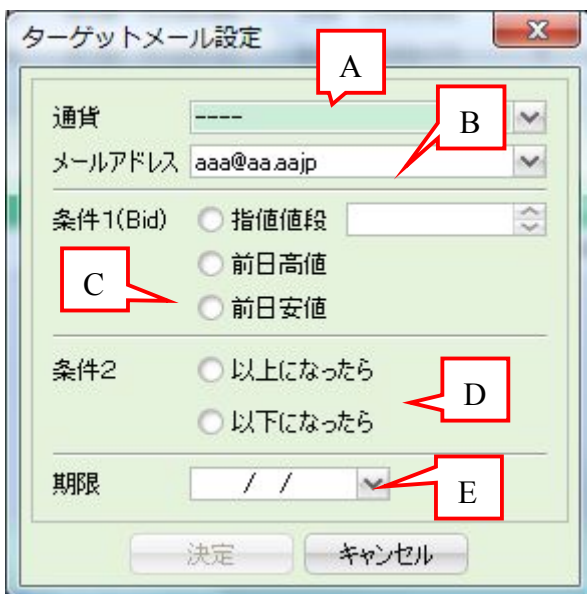 ターゲットメール設定
A
通貨 ----
B
メールアドレス aaa@aa.aajp
条件1(Bid) 指値値段
前日高値
C
前日安値
条件2 以上になったら
D
以下になったら
期限 / /
E
決定 キャンセル